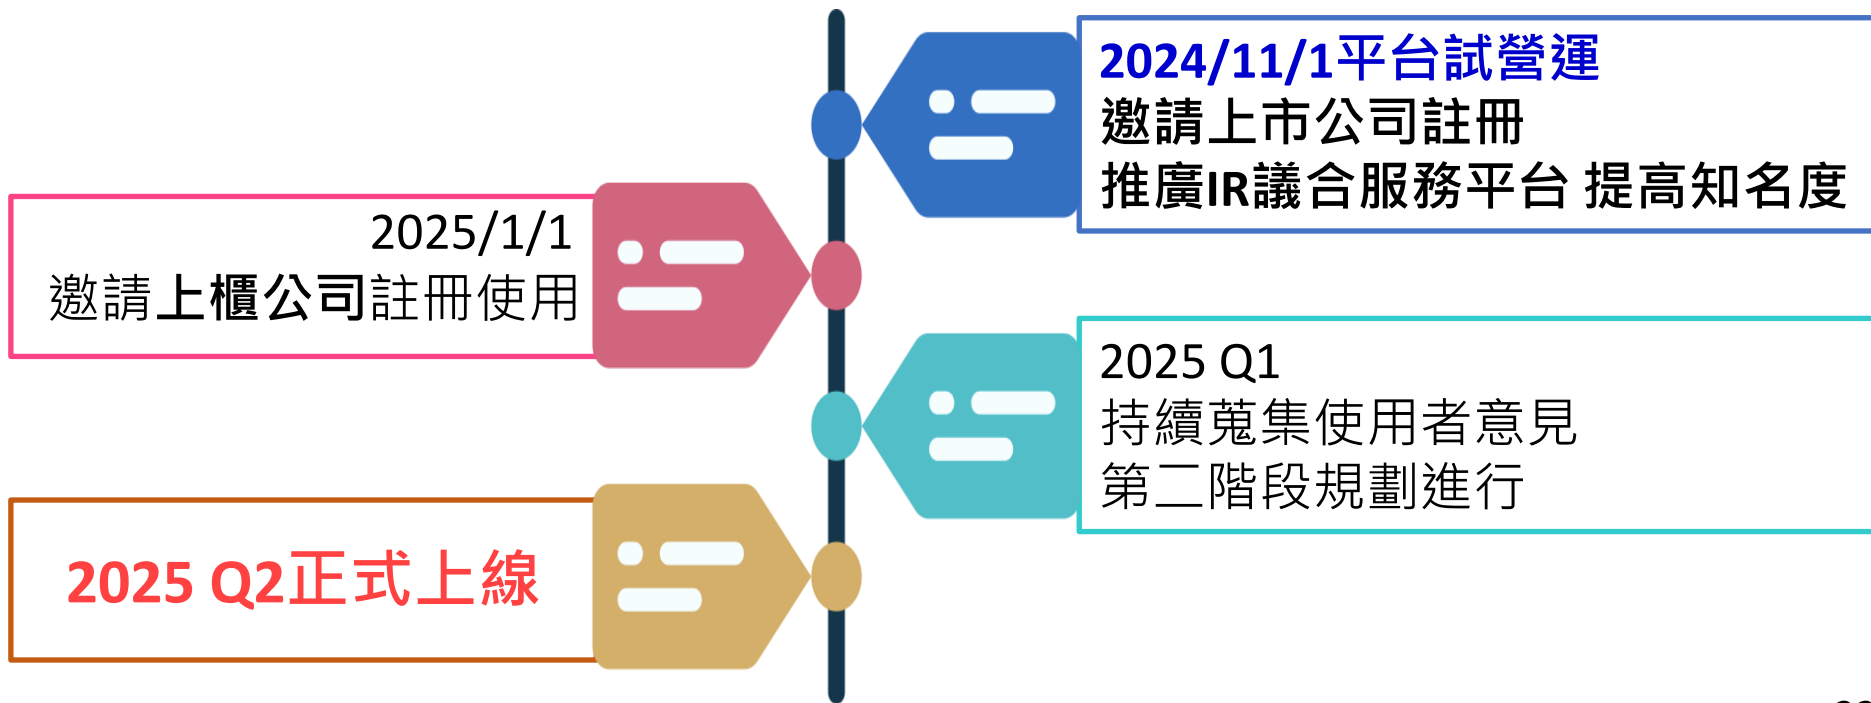 2024/11/1平台試營運
邀請上市公司註冊
推廣IR議合服務平台 提高知名度
2025/1/1
邀請上櫃公司註冊使用
2025 Q1
持續蒐集使用者意見
第二階段規劃進行
2025 Q2正式上線